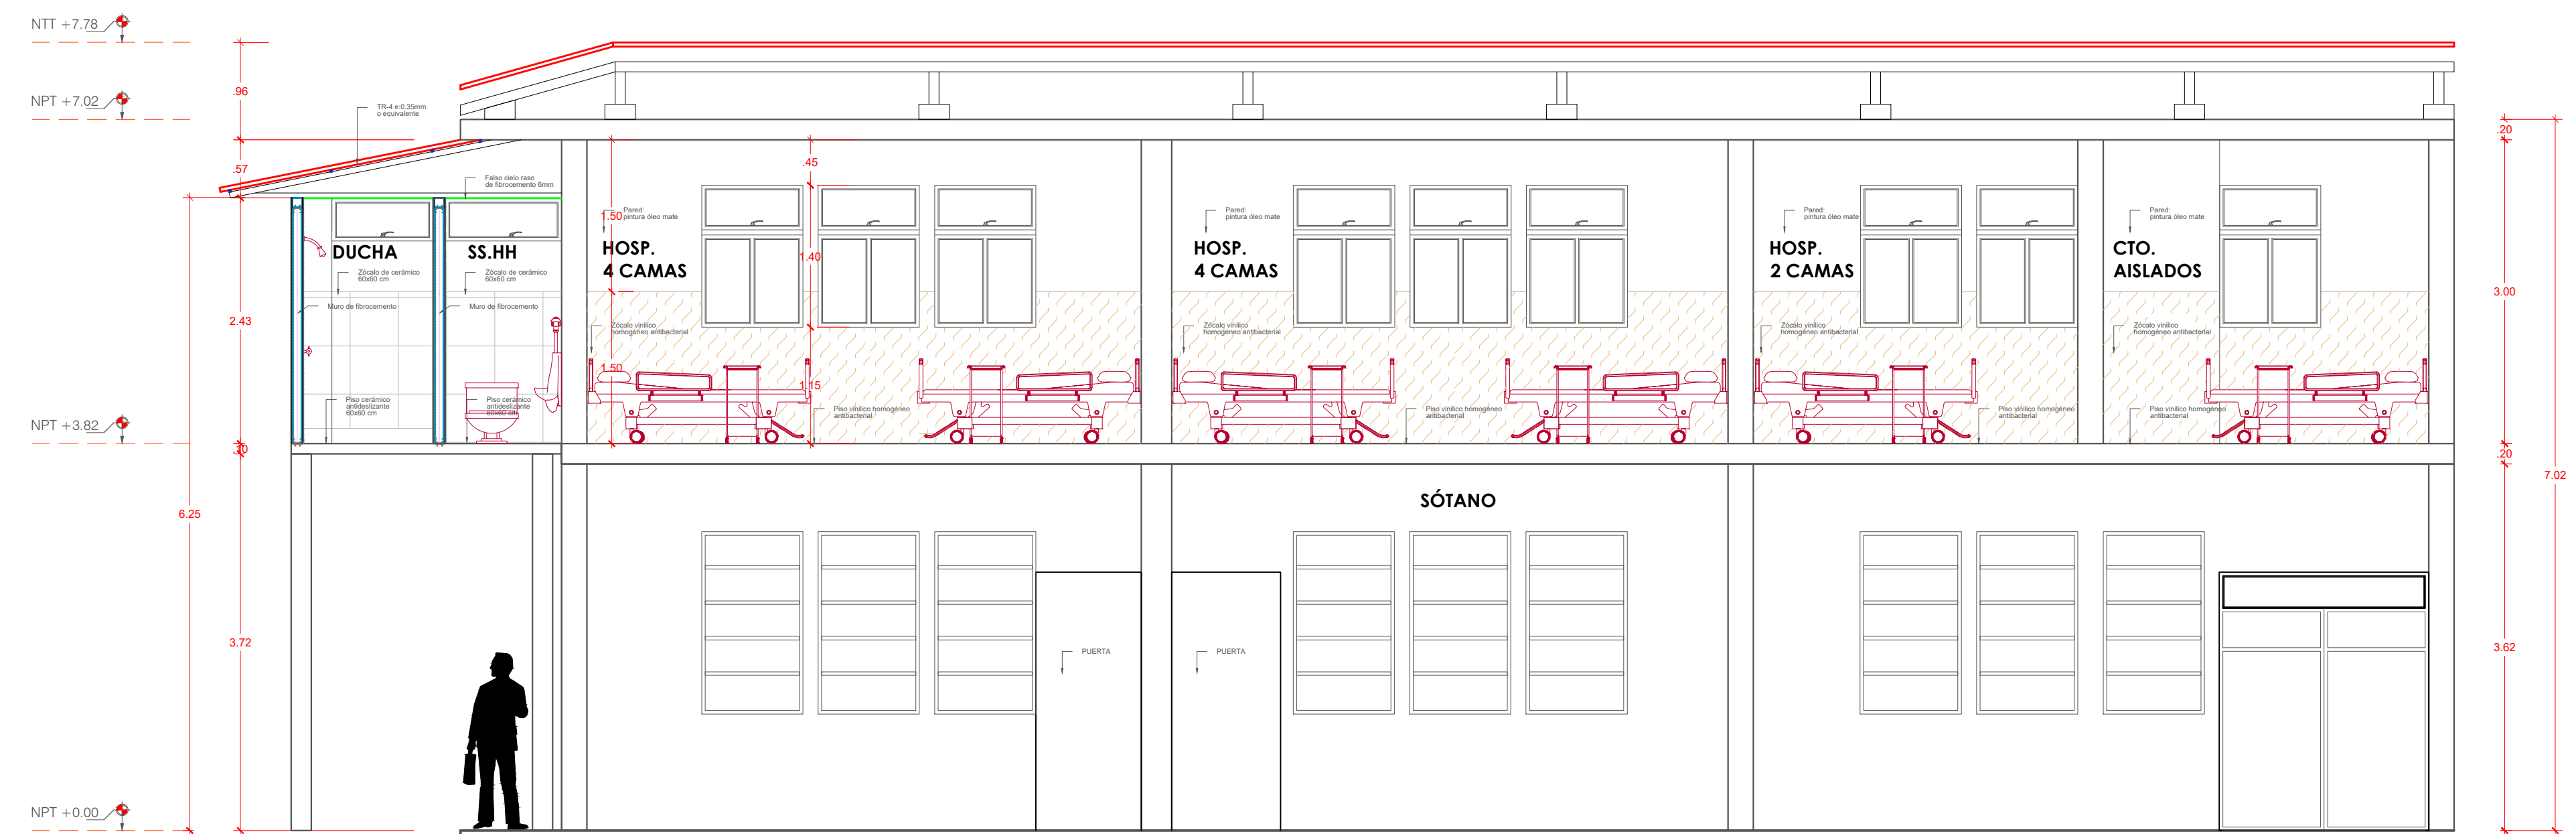 NTT +7.78
NPT +7.02
NPT +3.82
NPT +0.00
.96
.57
2.43
.10
3.72
6.25
TR-4 e:0.35mm
o equivalente
Falso cielo raso
de fibrocemento 6mm
DUCHA
Zócalo de cerámico
60x60 cm
Muro de fibrocemento
Piso cerámico
antideslizante
60x60 cm
SS.HH
Zócalo de cerámico
60x60 cm
Muro de fibrocemento
Piso cerámico
antideslizante
60x60 cm
1.50
Pared:
pintura óleo mate
HOSP.
4 CAMAS
Zócalo vinílico
homogéneo antibacterial
1.50
.45
1.40
1.15
Piso vinílico homogéneo
antibacterial
Pared:
pintura óleo mate
HOSP.
4 CAMAS
Zócalo vinílico
homogéneo antibacterial
Piso vinílico homogéneo
antibacterial
Pared:
pintura óleo mate
HOSP.
2 CAMAS
Zócalo vinílico
homogéneo antibacterial
Piso vinílico homogéneo
antibacterial
Pared:
pintura óleo mate
CTO.
AISLADOS
Zócalo vinílico
homogéneo antibacterial
Piso vinílico homogéneo
antibacterial
SÓTANO
PUERTA
PUERTA
.20
3.00
.20
3.62
7.02